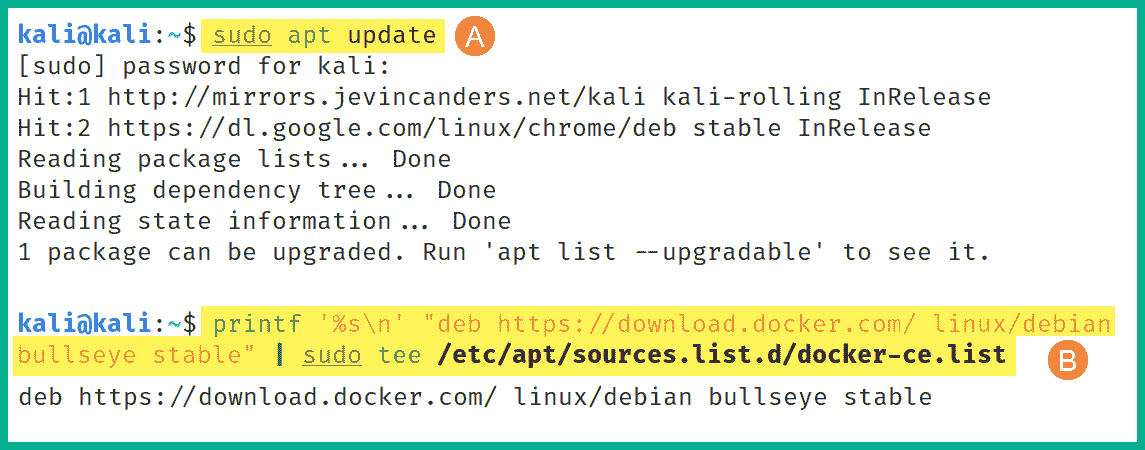 kali@kali:~$ sudo apt update A
[sudo] password for kali:
Hit:1 http://mirrors.jevincanders.net/kali kali-rolling InRelease
Hit:2 https://dl.google.com/linux/chrome/deb stable InRelease
Reading package lists... Done
Building dependency tree... Done
Reading state information... Done
1 package can be upgraded. Run 'apt list --upgradable' to see it.
kali@kali:~$ printf '%s\n' "deb https://download.docker.com/ linux/debian
bullseye stable" | sudo tee /etc/apt/sources.list.d/docker-ce.list B
deb https://download.docker.com/ linux/debian bullseye stable